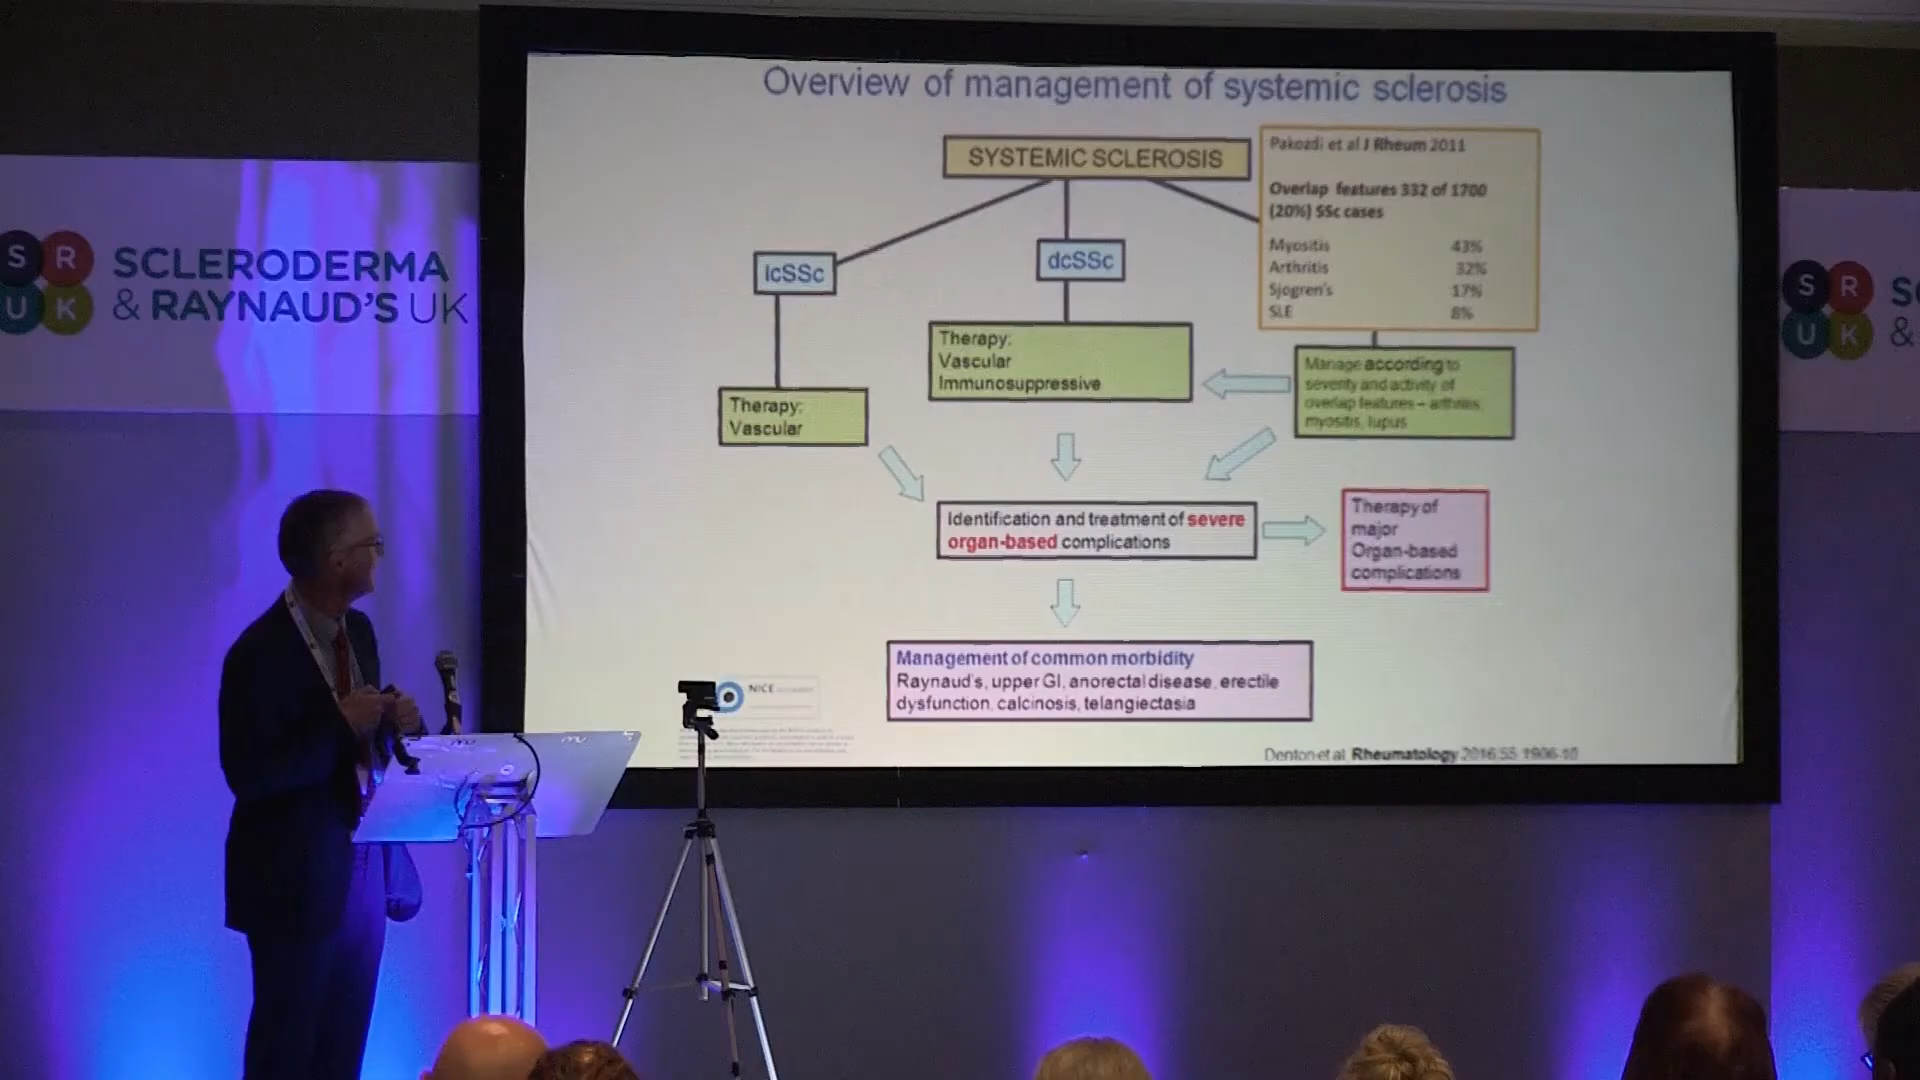 Overview of management of systemic sclerosis
SYSTEMIC SCLEROSIS
Pakozdi et al J Rheum 2011
Overlap features 332 of 1700
(20%) SSc cases
Myositis 43%
Arthritis 32%
Sjogren's 17%
SLE 8%
lcSSc
dcSSc
Therapy:
Vascular
Immunosuppressive
Manage according to
severity and activity of
overlap features – arthritis,
myositis, lupus
Therapy:
Vascular
Identification and treatment of severe
organ-based complications
Therapy of
major
Organ-based
complications
Management of common morbidity
Raynaud's, upper GI, anorectal disease, erectile
dysfunction, calcinosis, telangiectasia
NICE
Denton et al Rheumatology 2016;55:1906-10
S R
U K
SCLERODERMA
& RAYNAUD'S UK
S R
U K
SC
&